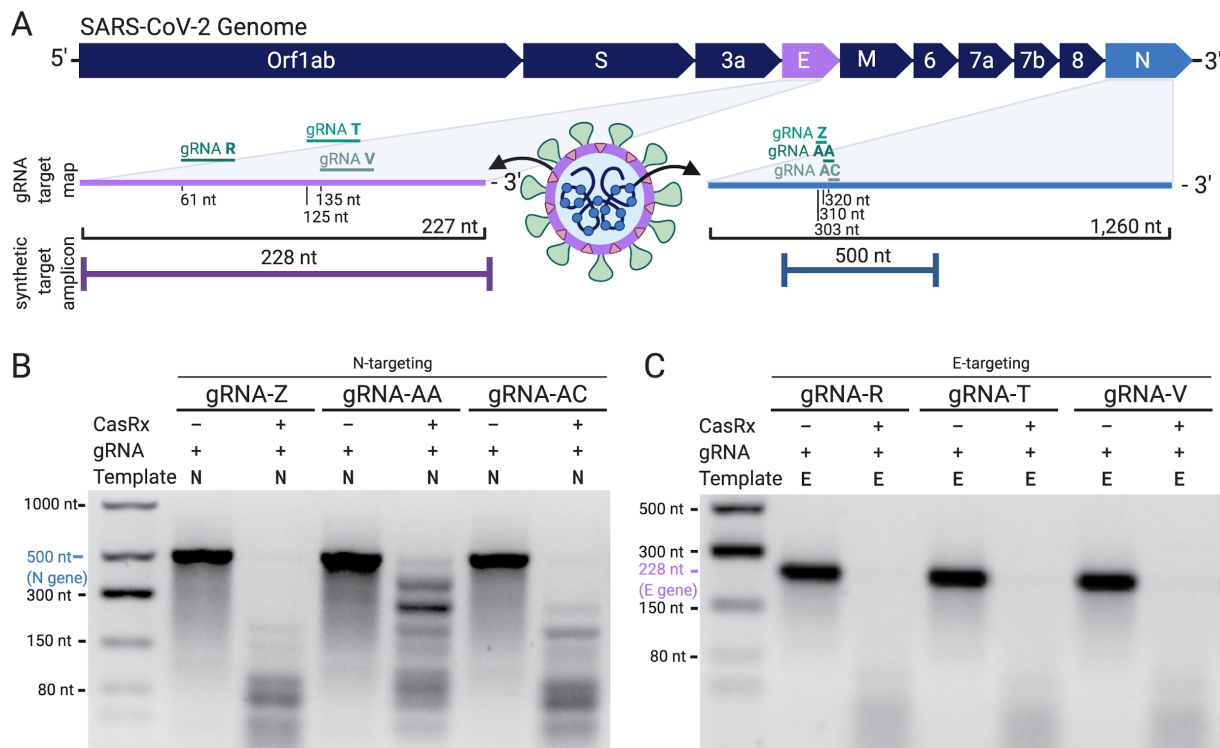 A
SARS-CoV-2 Genome
5'
Orf1ab
S
3a
E
M
6
7a
7b
8
N
3'
gRNA target map
gRNA R
gRNA T
gRNA V
- 3'
61 nt
135 nt
125 nt
227 nt
gRNA Z
gRNA AA
gRNA AC
- 3'
320 nt
310 nt
303 nt
1,260 nt
synthetic target amplicon
228 nt
500 nt
B
N-targeting
gRNA-Z gRNA-AA gRNA-AC
CasRx – + – + – +
gRNA + + + + + +
Template N N N N N N
1000 nt
500 nt
(N gene)
300 nt
150 nt
80 nt
C
E-targeting
gRNA-R gRNA-T gRNA-V
CasRx – + – + – +
gRNA + + + + + +
Template E E E E E E
500 nt
300 nt
228 nt
(E gene)
150 nt
80 nt